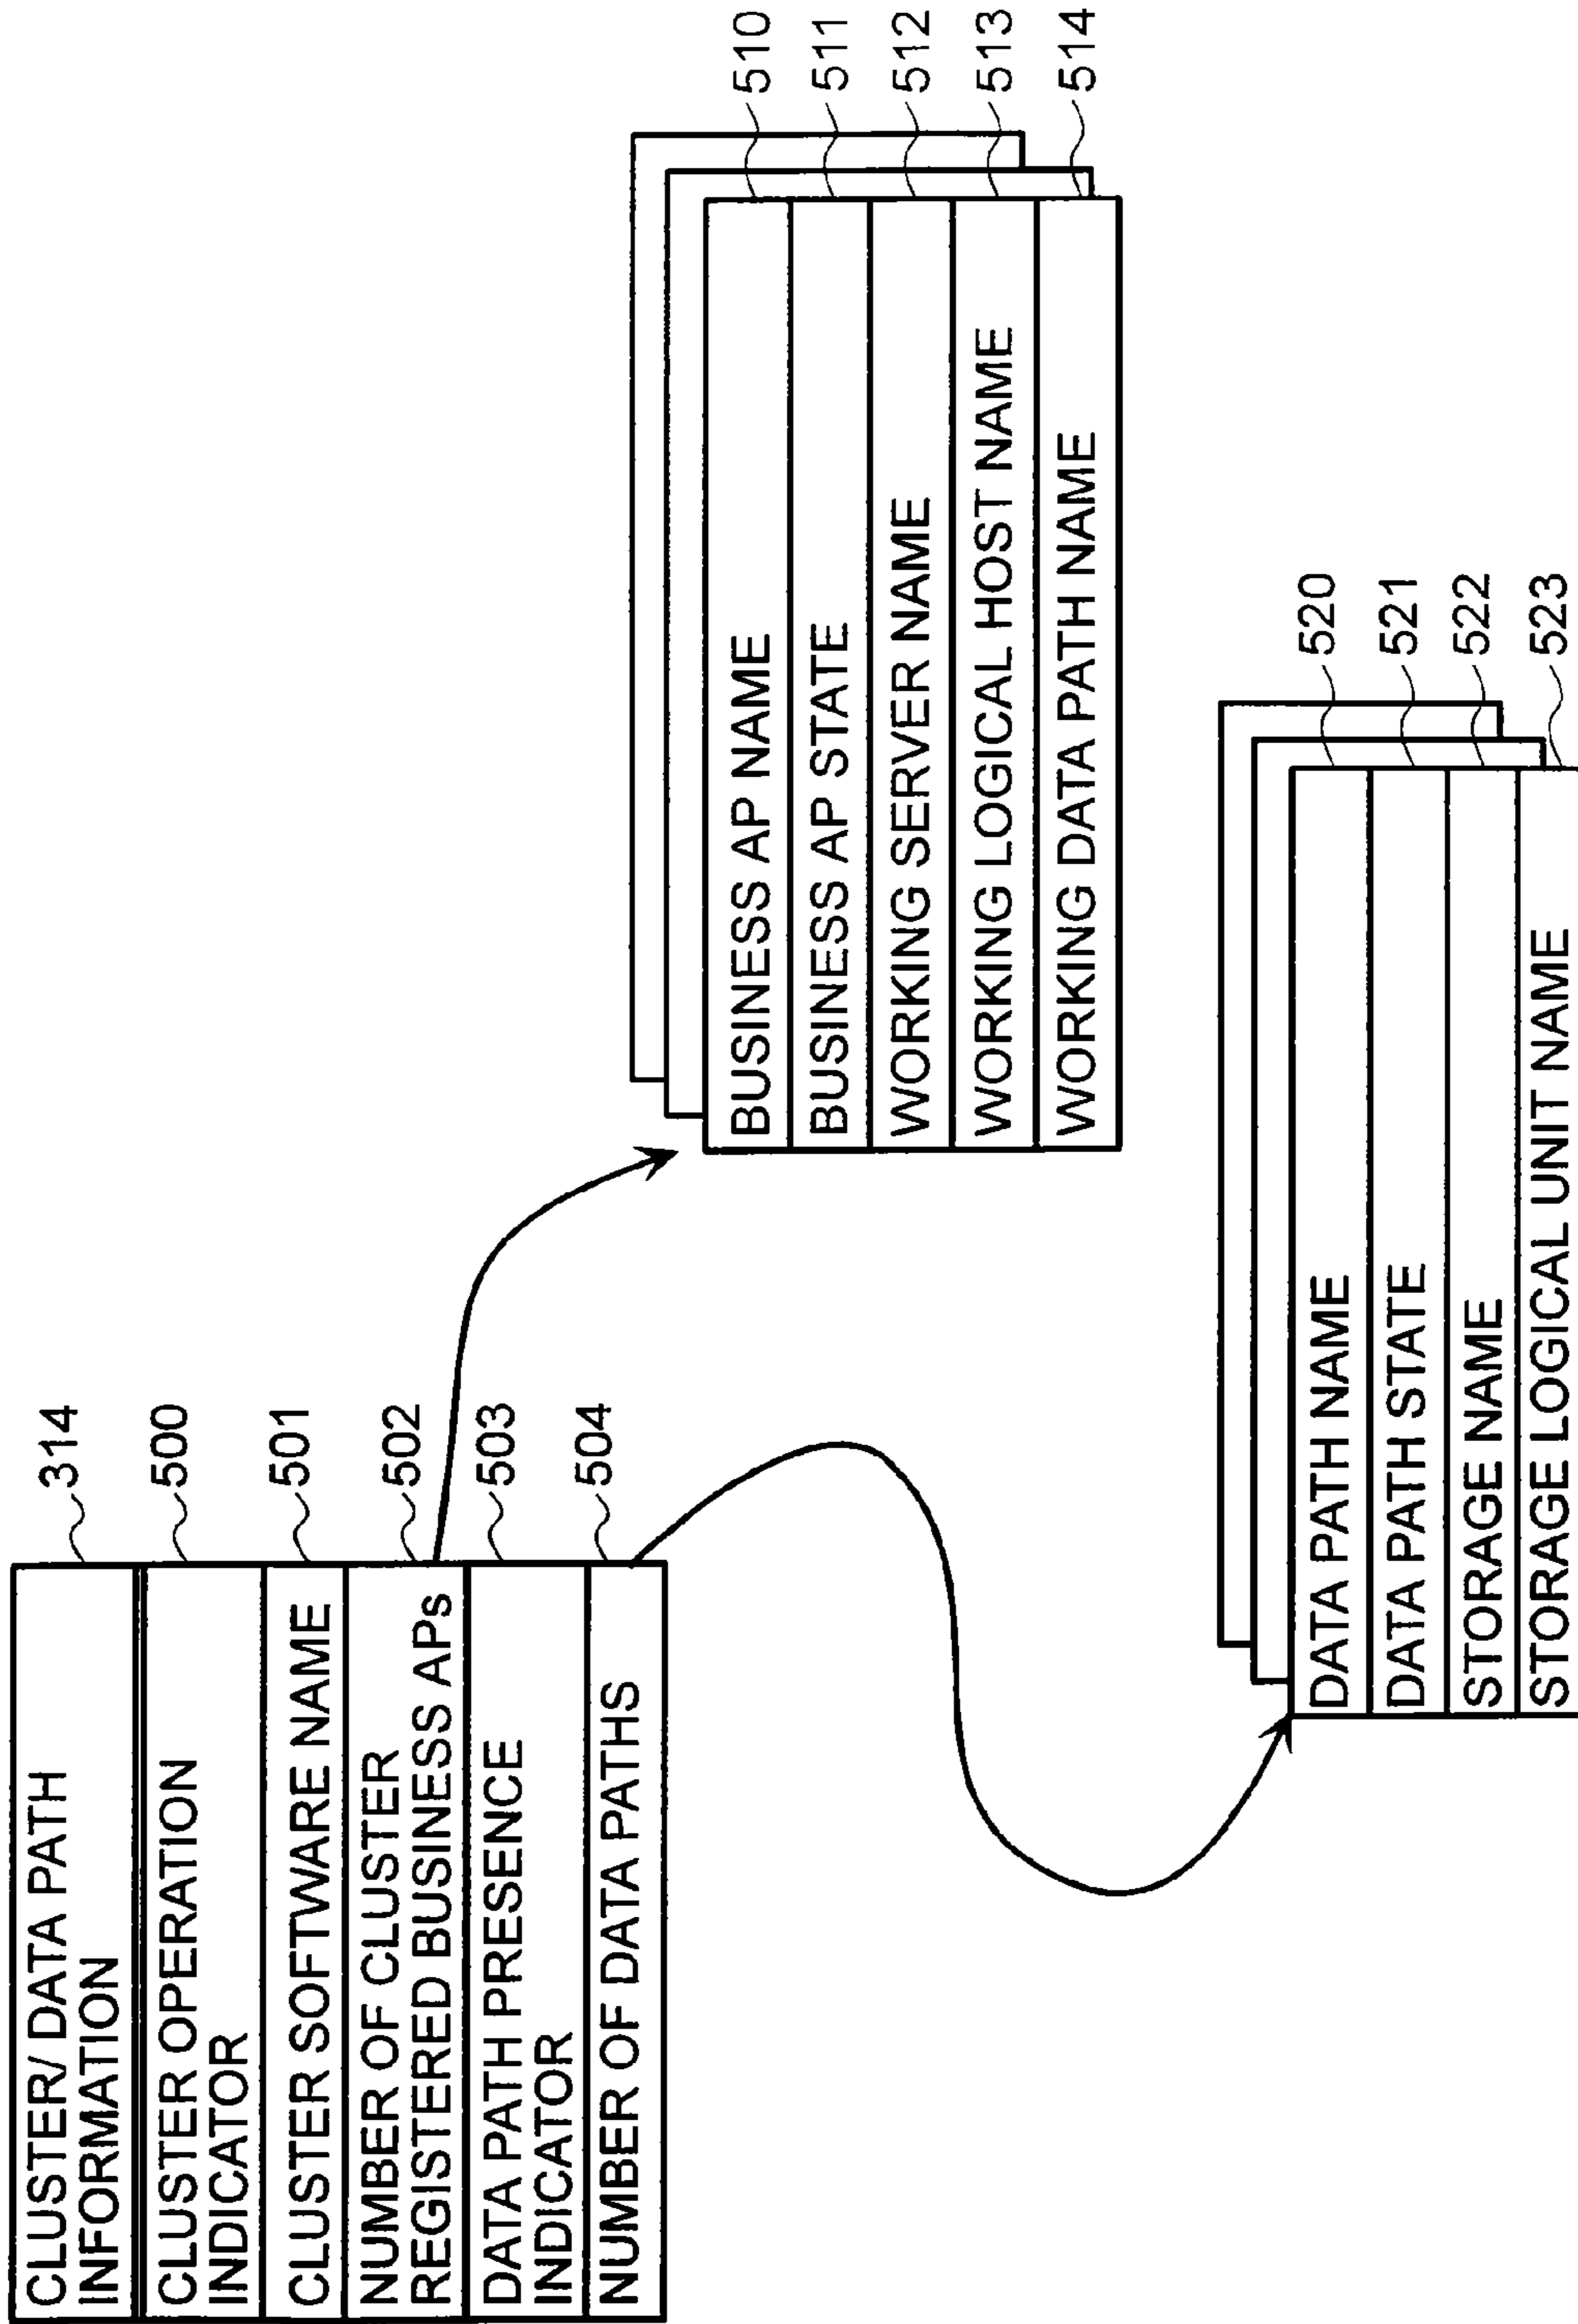 CLUSTER/ DATA PATH
INFORMATION
314
CLUSTER OPERATION
INDICATOR
500
CLUSTER SOFTWARE NAME
501
NUMBER OF CLUSTER
REGISTERED BUSINESS APs
502
DATA PATH PRESENCE
INDICATOR
503
NUMBER OF DATA PATHS
504
BUSINESS AP NAME
510
BUSINESS AP STATE
511
WORKING SERVER NAME
512
WORKING LOGICAL HOST NAME
513
WORKING DATA PATH NAME
514
DATA PATH NAME
520
DATA PATH STATE
521
STORAGE NAME
522
STORAGE LOGICAL UNIT NAME
523